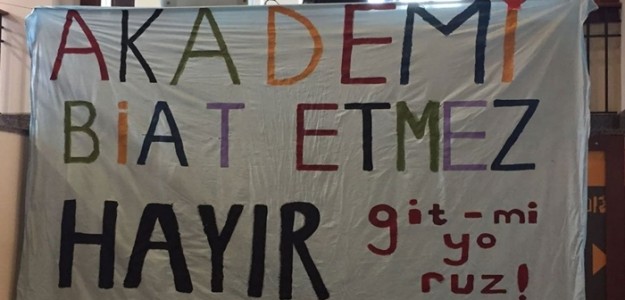 AKADEMİ
BİAT ETMEZ
HAYIR
git-mi
yo
ruz!